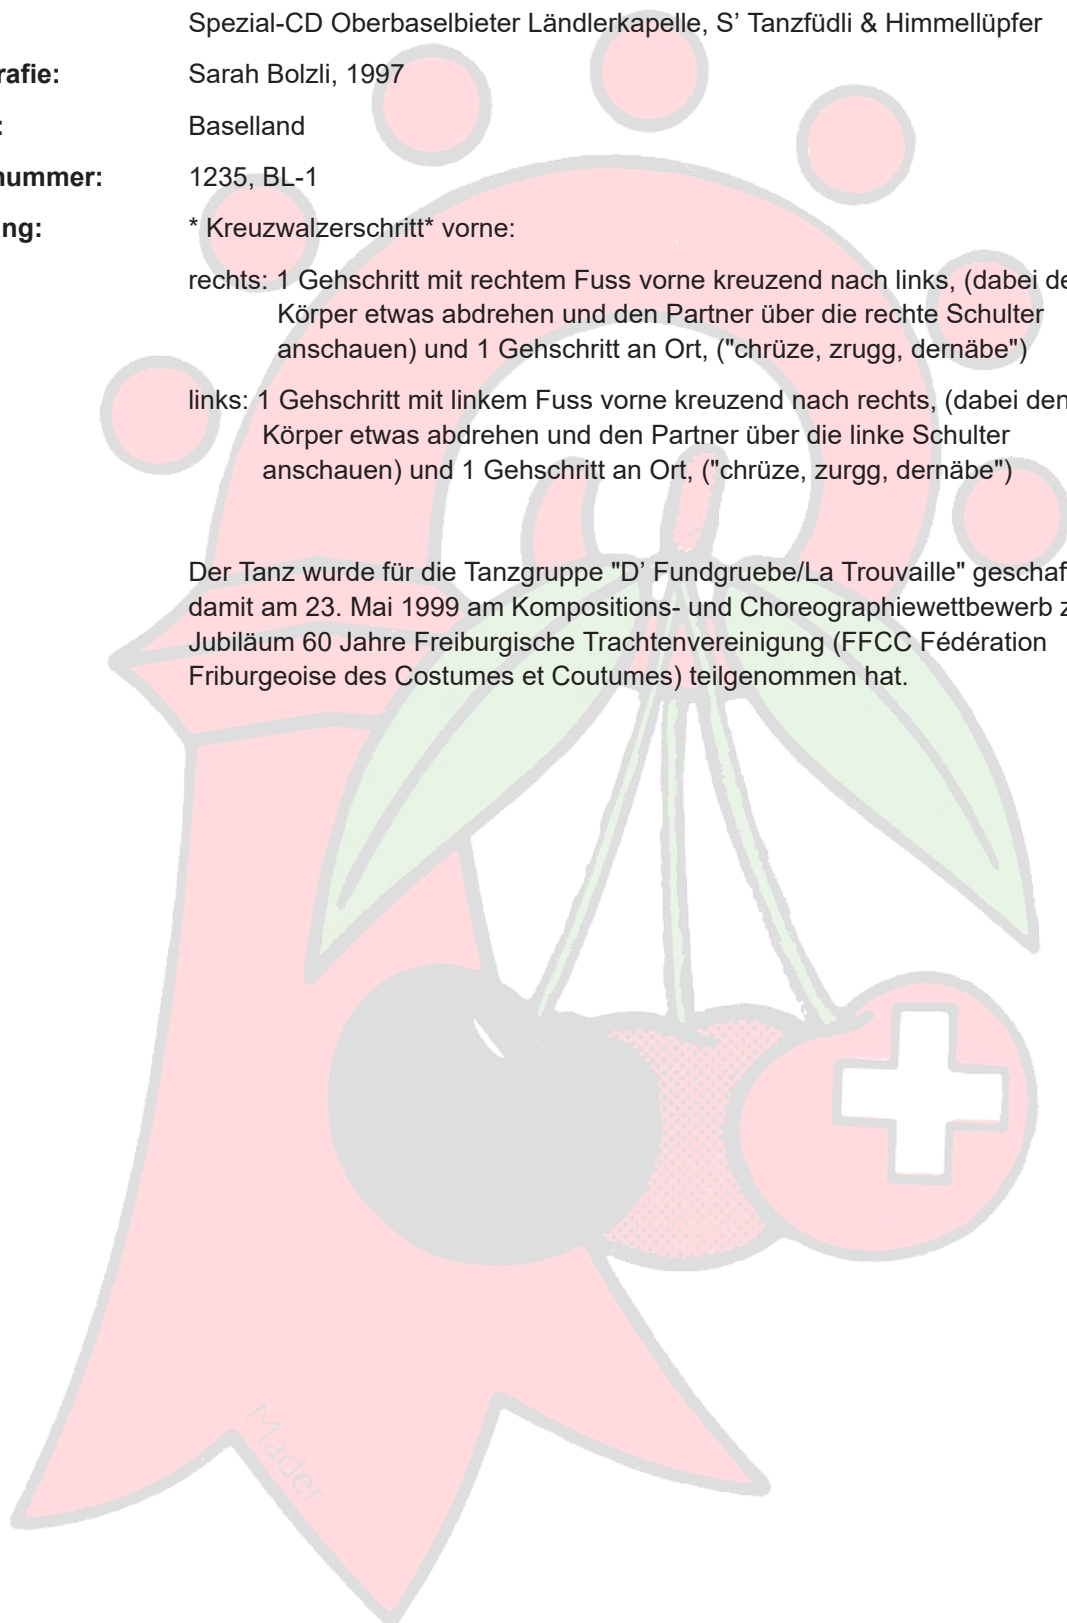 Spezial-CD Oberbaselbieter Ländlerkapelle, S’ Tanzfüdli & Himmellüpfer
rafie: Sarah Bolzli, 1997
: Baselland
nummer: 1235, BL-1
ng: * Kreuzwalzerschritt* vorne:
rechts: 1 Gehschritt mit rechtem Fuss vorne kreuzend nach links, (dabei de
Körper etwas abdrehen und den Partner über die rechte Schulter
anschauen) und 1 Gehschritt an Ort, ("chrüze, zrugg, dernäbe")
links: 1 Gehschritt mit linkem Fuss vorne kreuzend nach rechts, (dabei den
Körper etwas abdrehen und den Partner über die linke Schulter
anschauen) und 1 Gehschritt an Ort, ("chrüze, zurgg, dernäbe")
Der Tanz wurde für die Tanzgruppe "D’ Fundgruebe/La Trouvaille" geschaf
damit am 23. Mai 1999 am Kompositions- und Choreographiewettbewerb z
Jubiläum 60 Jahre Freiburgische Trachtenvereinigung (FFCC Fédération
Friburgeoise des Costumes et Coutumes) teilgenommen hat.
Mader